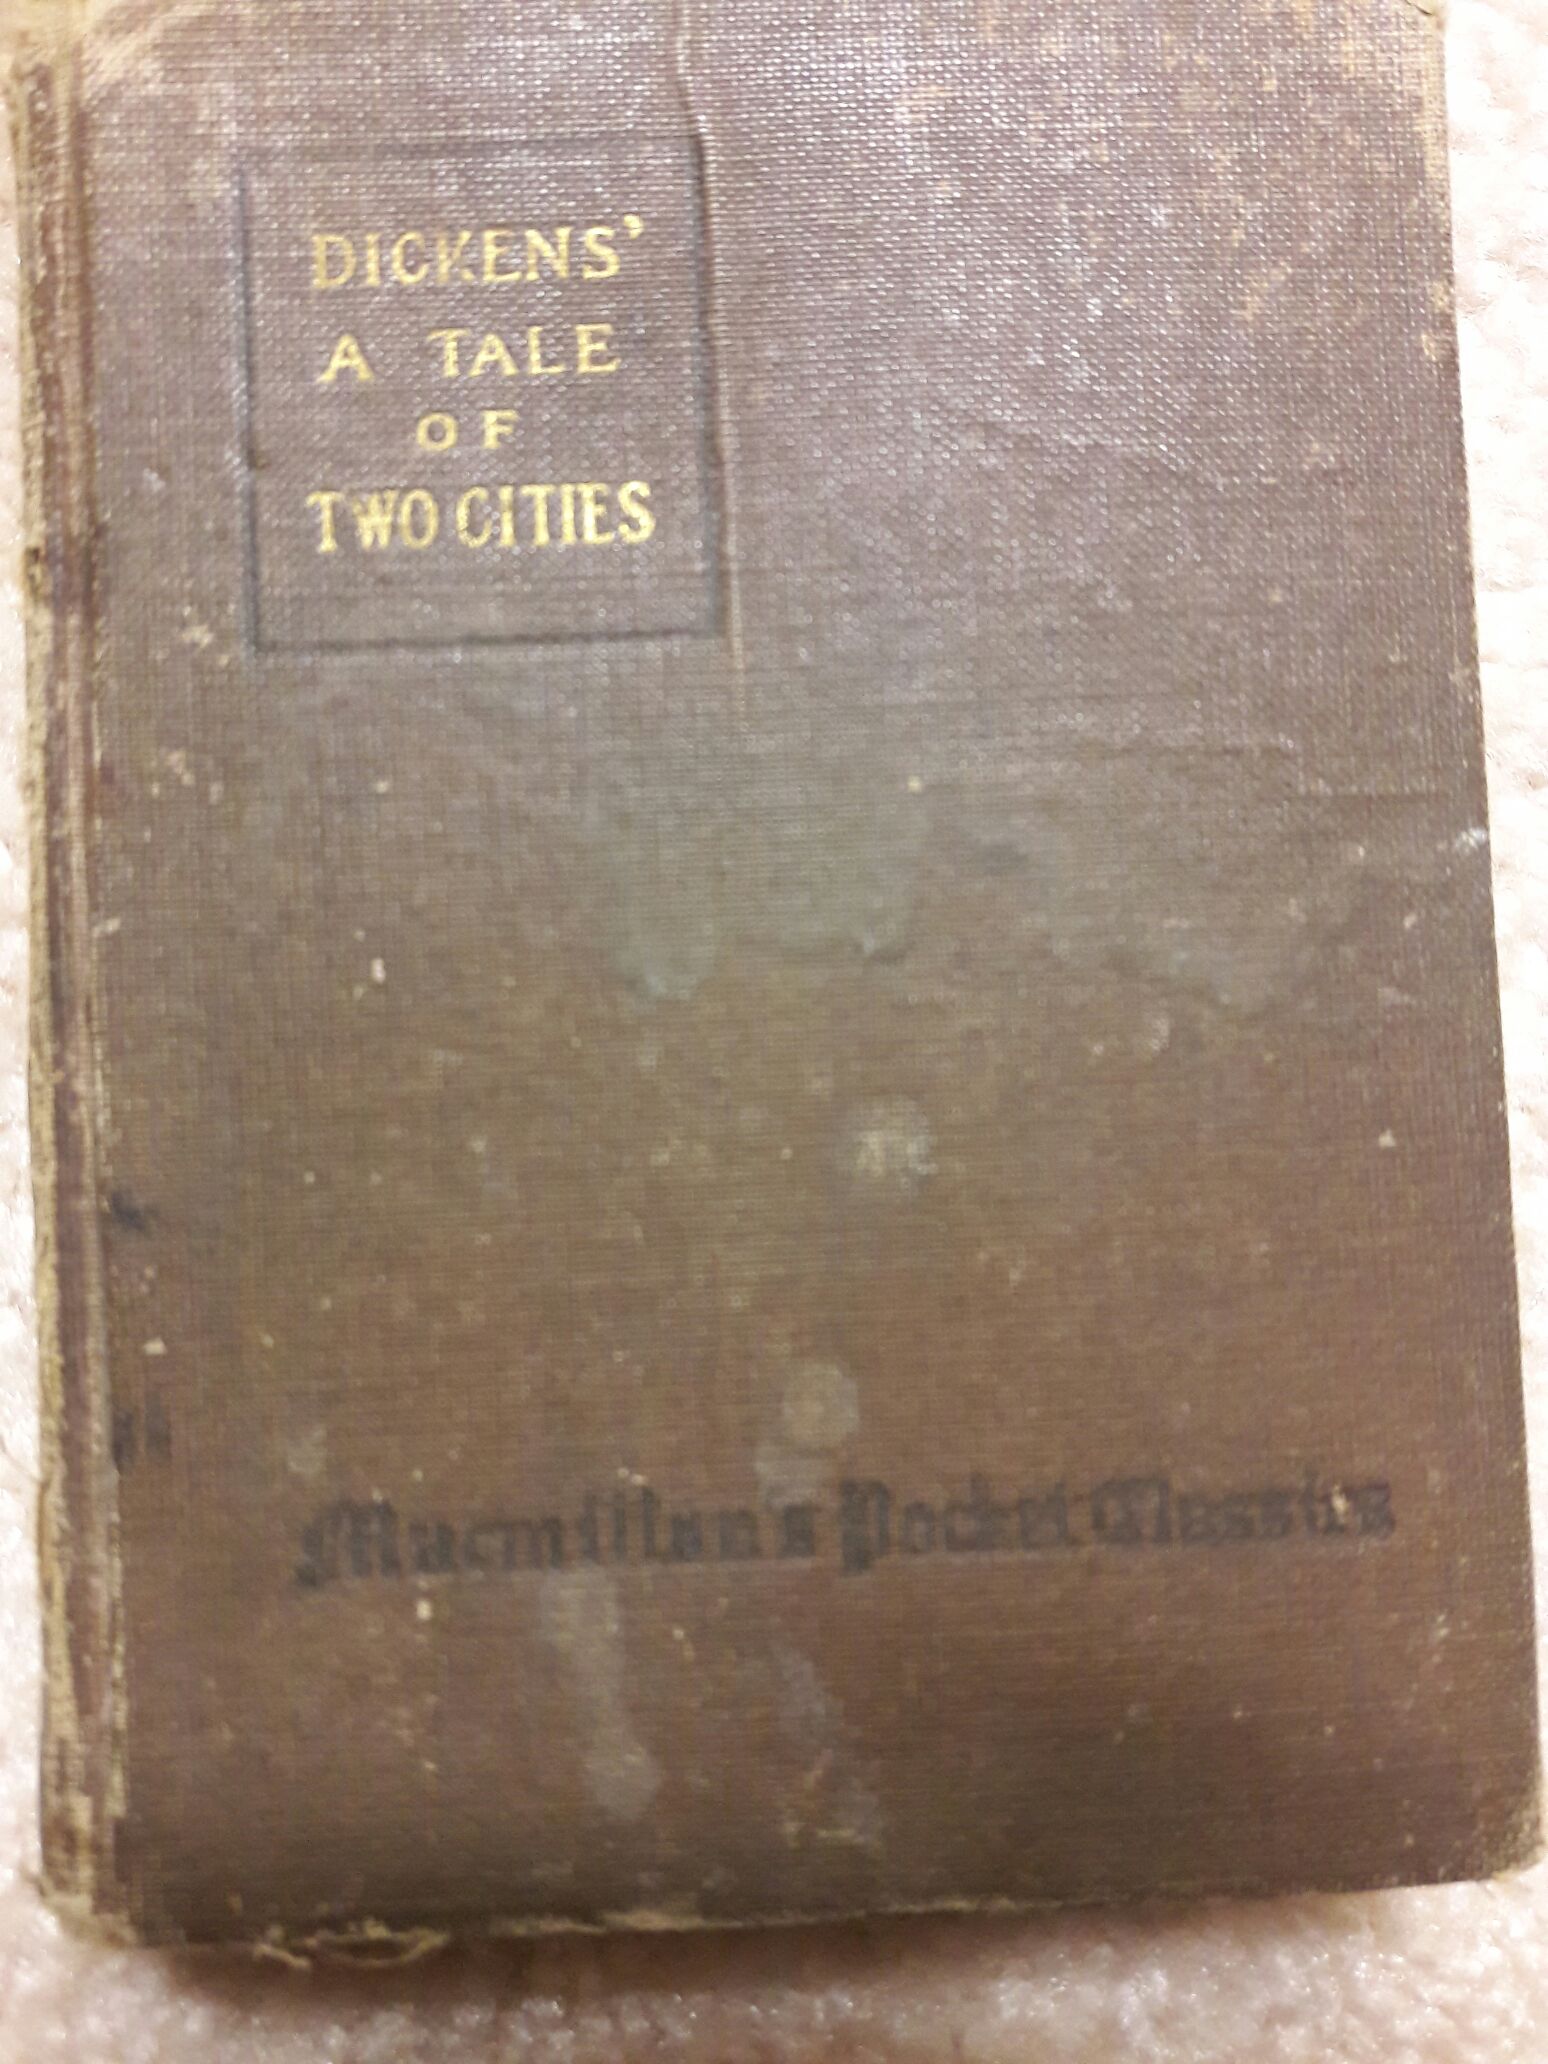 DICKENS'
A TALE
OF
TWO CITIES
Macmillan's Pocket Classics